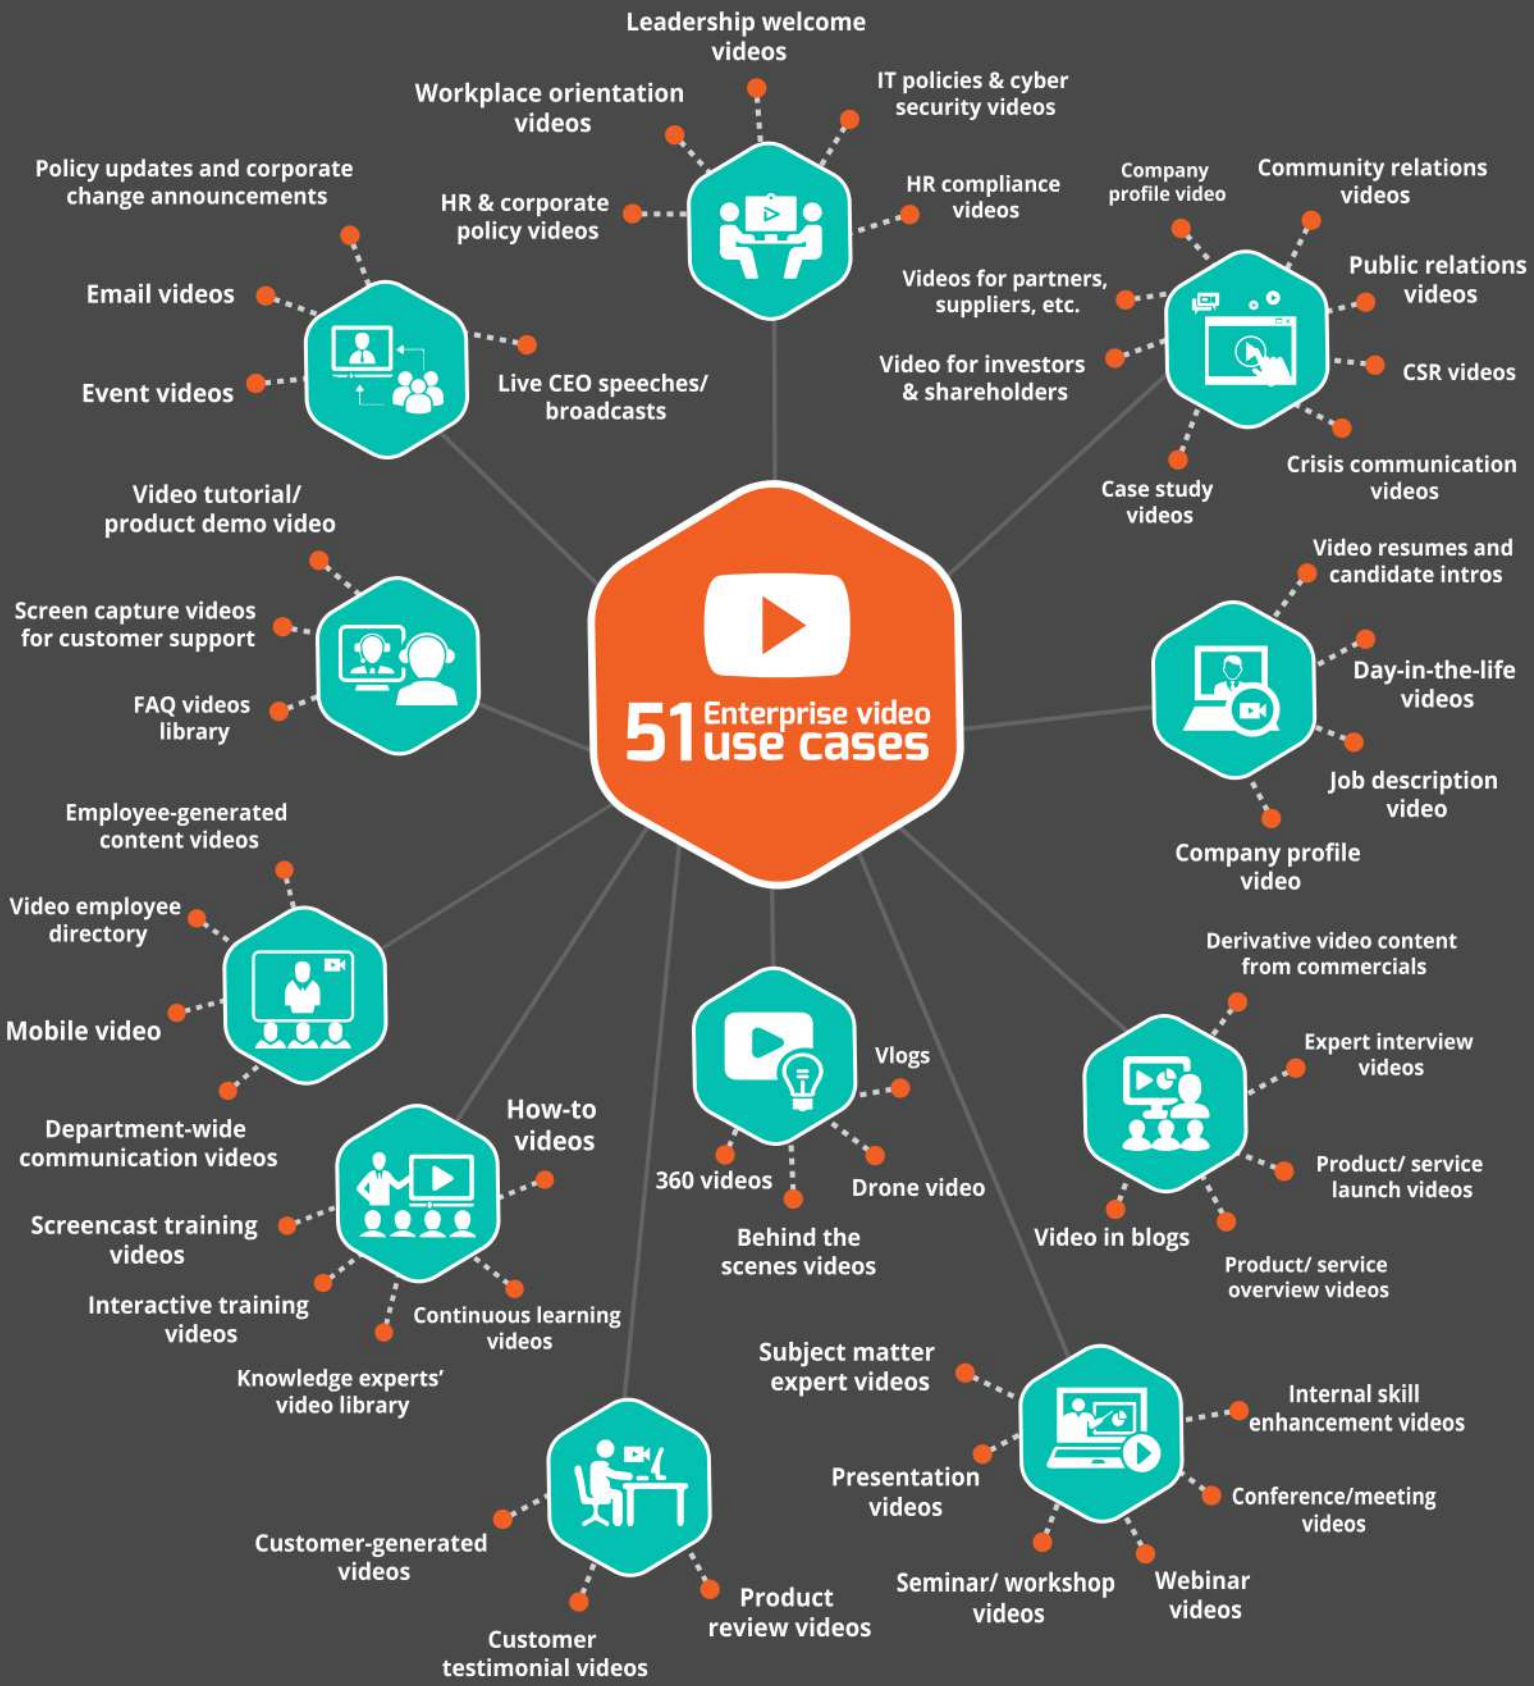 Leadership welcome
videos
Workplace orientation
videos
IT policies & cyber
security videos
HR & corporate
policy videos
HR compliance
videos
Policy updates and corporate
change announcements
Email videos
Event videos
Live CEO speeches/
broadcasts
Company
profile video
Community relations
videos
Videos for partners,
suppliers, etc.
Public relations
videos
Video for investors
& shareholders
CSR videos
Case study
videos
Crisis communication
videos
Video tutorial/
product demo video
Screen capture videos
for customer support
FAQ videos
library
51 Enterprise video
use cases
Video resumes and
candidate intros
Day-in-the-life
videos
Job description
video
Company profile
video
Employee-generated
content videos
Video employee
directory
Mobile video
Department-wide
communication videos
How-to
videos
Screencast training
videos
Interactive training
videos
Knowledge experts’
video library
Continuous learning
videos
Vlogs
360 videos
Drone video
Behind the
scenes videos
Derivative video content
from commercials
Expert interview
videos
Product/ service
launch videos
Product/ service
overview videos
Video in blogs
Subject matter
expert videos
Presentation
videos
Seminar/ workshop
videos
Webinar
videos
Conference/meeting
videos
Internal skill
enhancement videos
Customer-generated
videos
Customer
testimonial videos
Product
review videos